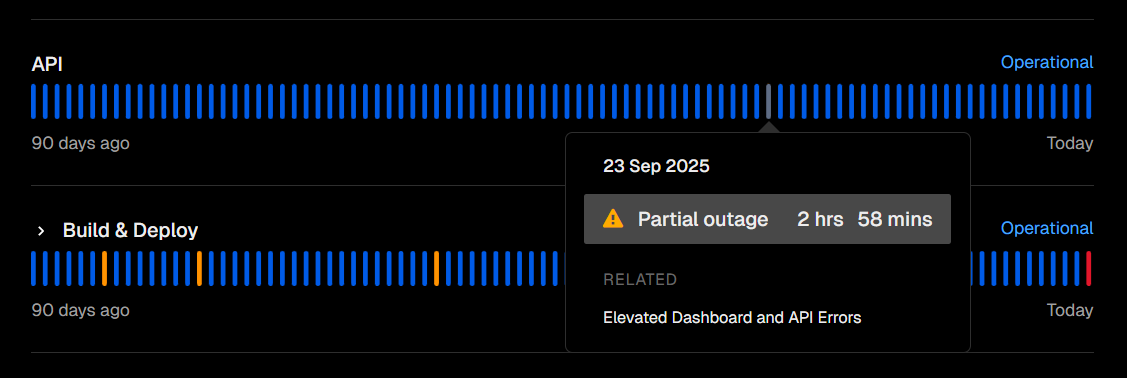 API
Operational
90 days ago
Today
23 Sep 2025
Partial outage 2 hrs 58 mins
Build & Deploy
Operational
RELATED
90 days ago
Today
Elevated Dashboard and API Errors